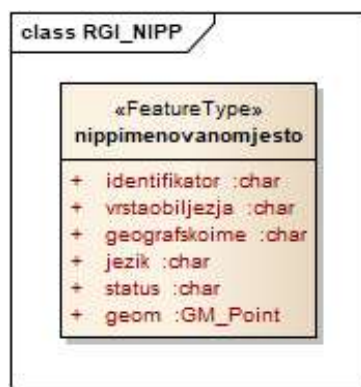 class RGI_NIPP
«FeatureType»
nippimenovanomjesto
+ identifikator :char
+ vrstaobiljezja :char
+ geografskoime :char
+ jezik :char
+ status :char
+ geom :GM_Point